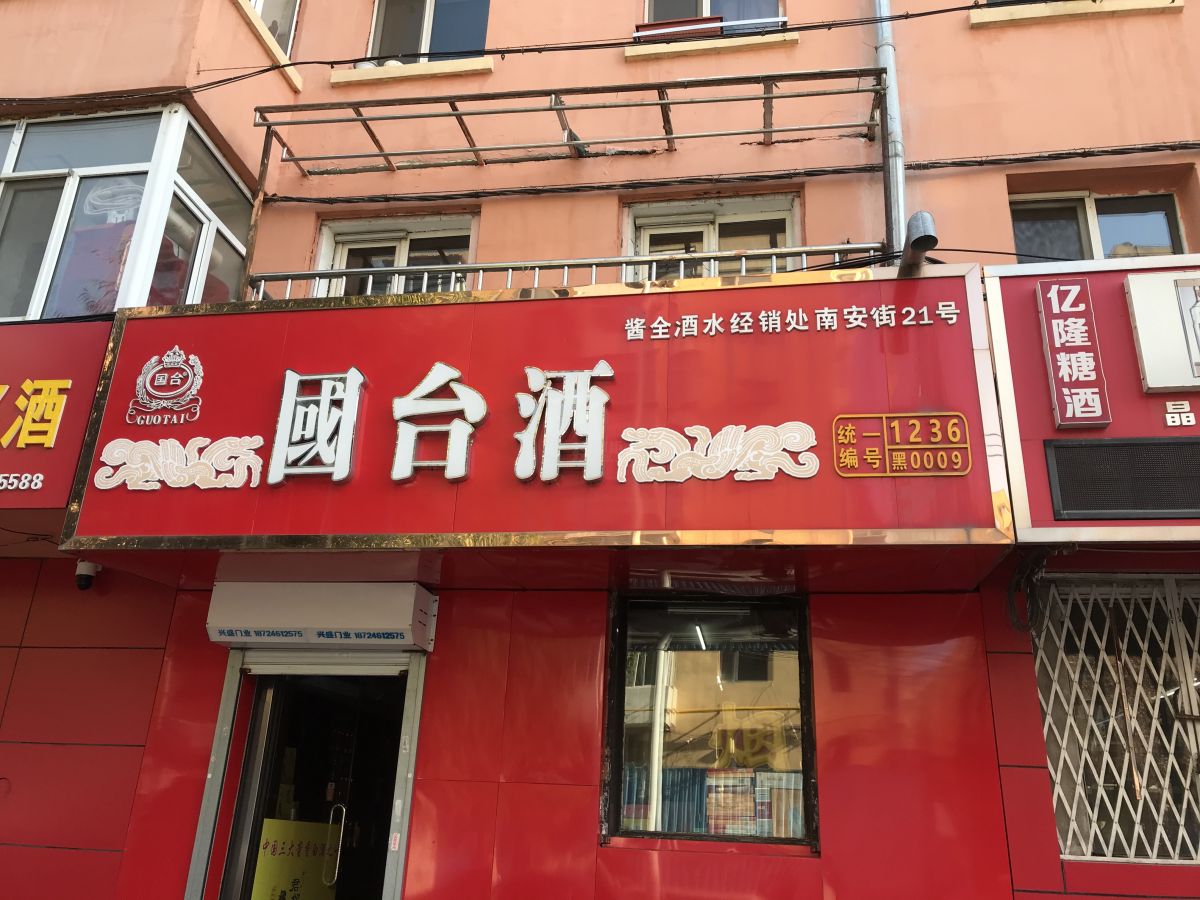 酒
5588
国台
GUOTAI
國台酒
酱全酒水经销处南安街21号
统一编号
1236
黑0009
亿隆糖酒
晶
兴盛门业 18724612575 兴盛门业 18724612575
烟